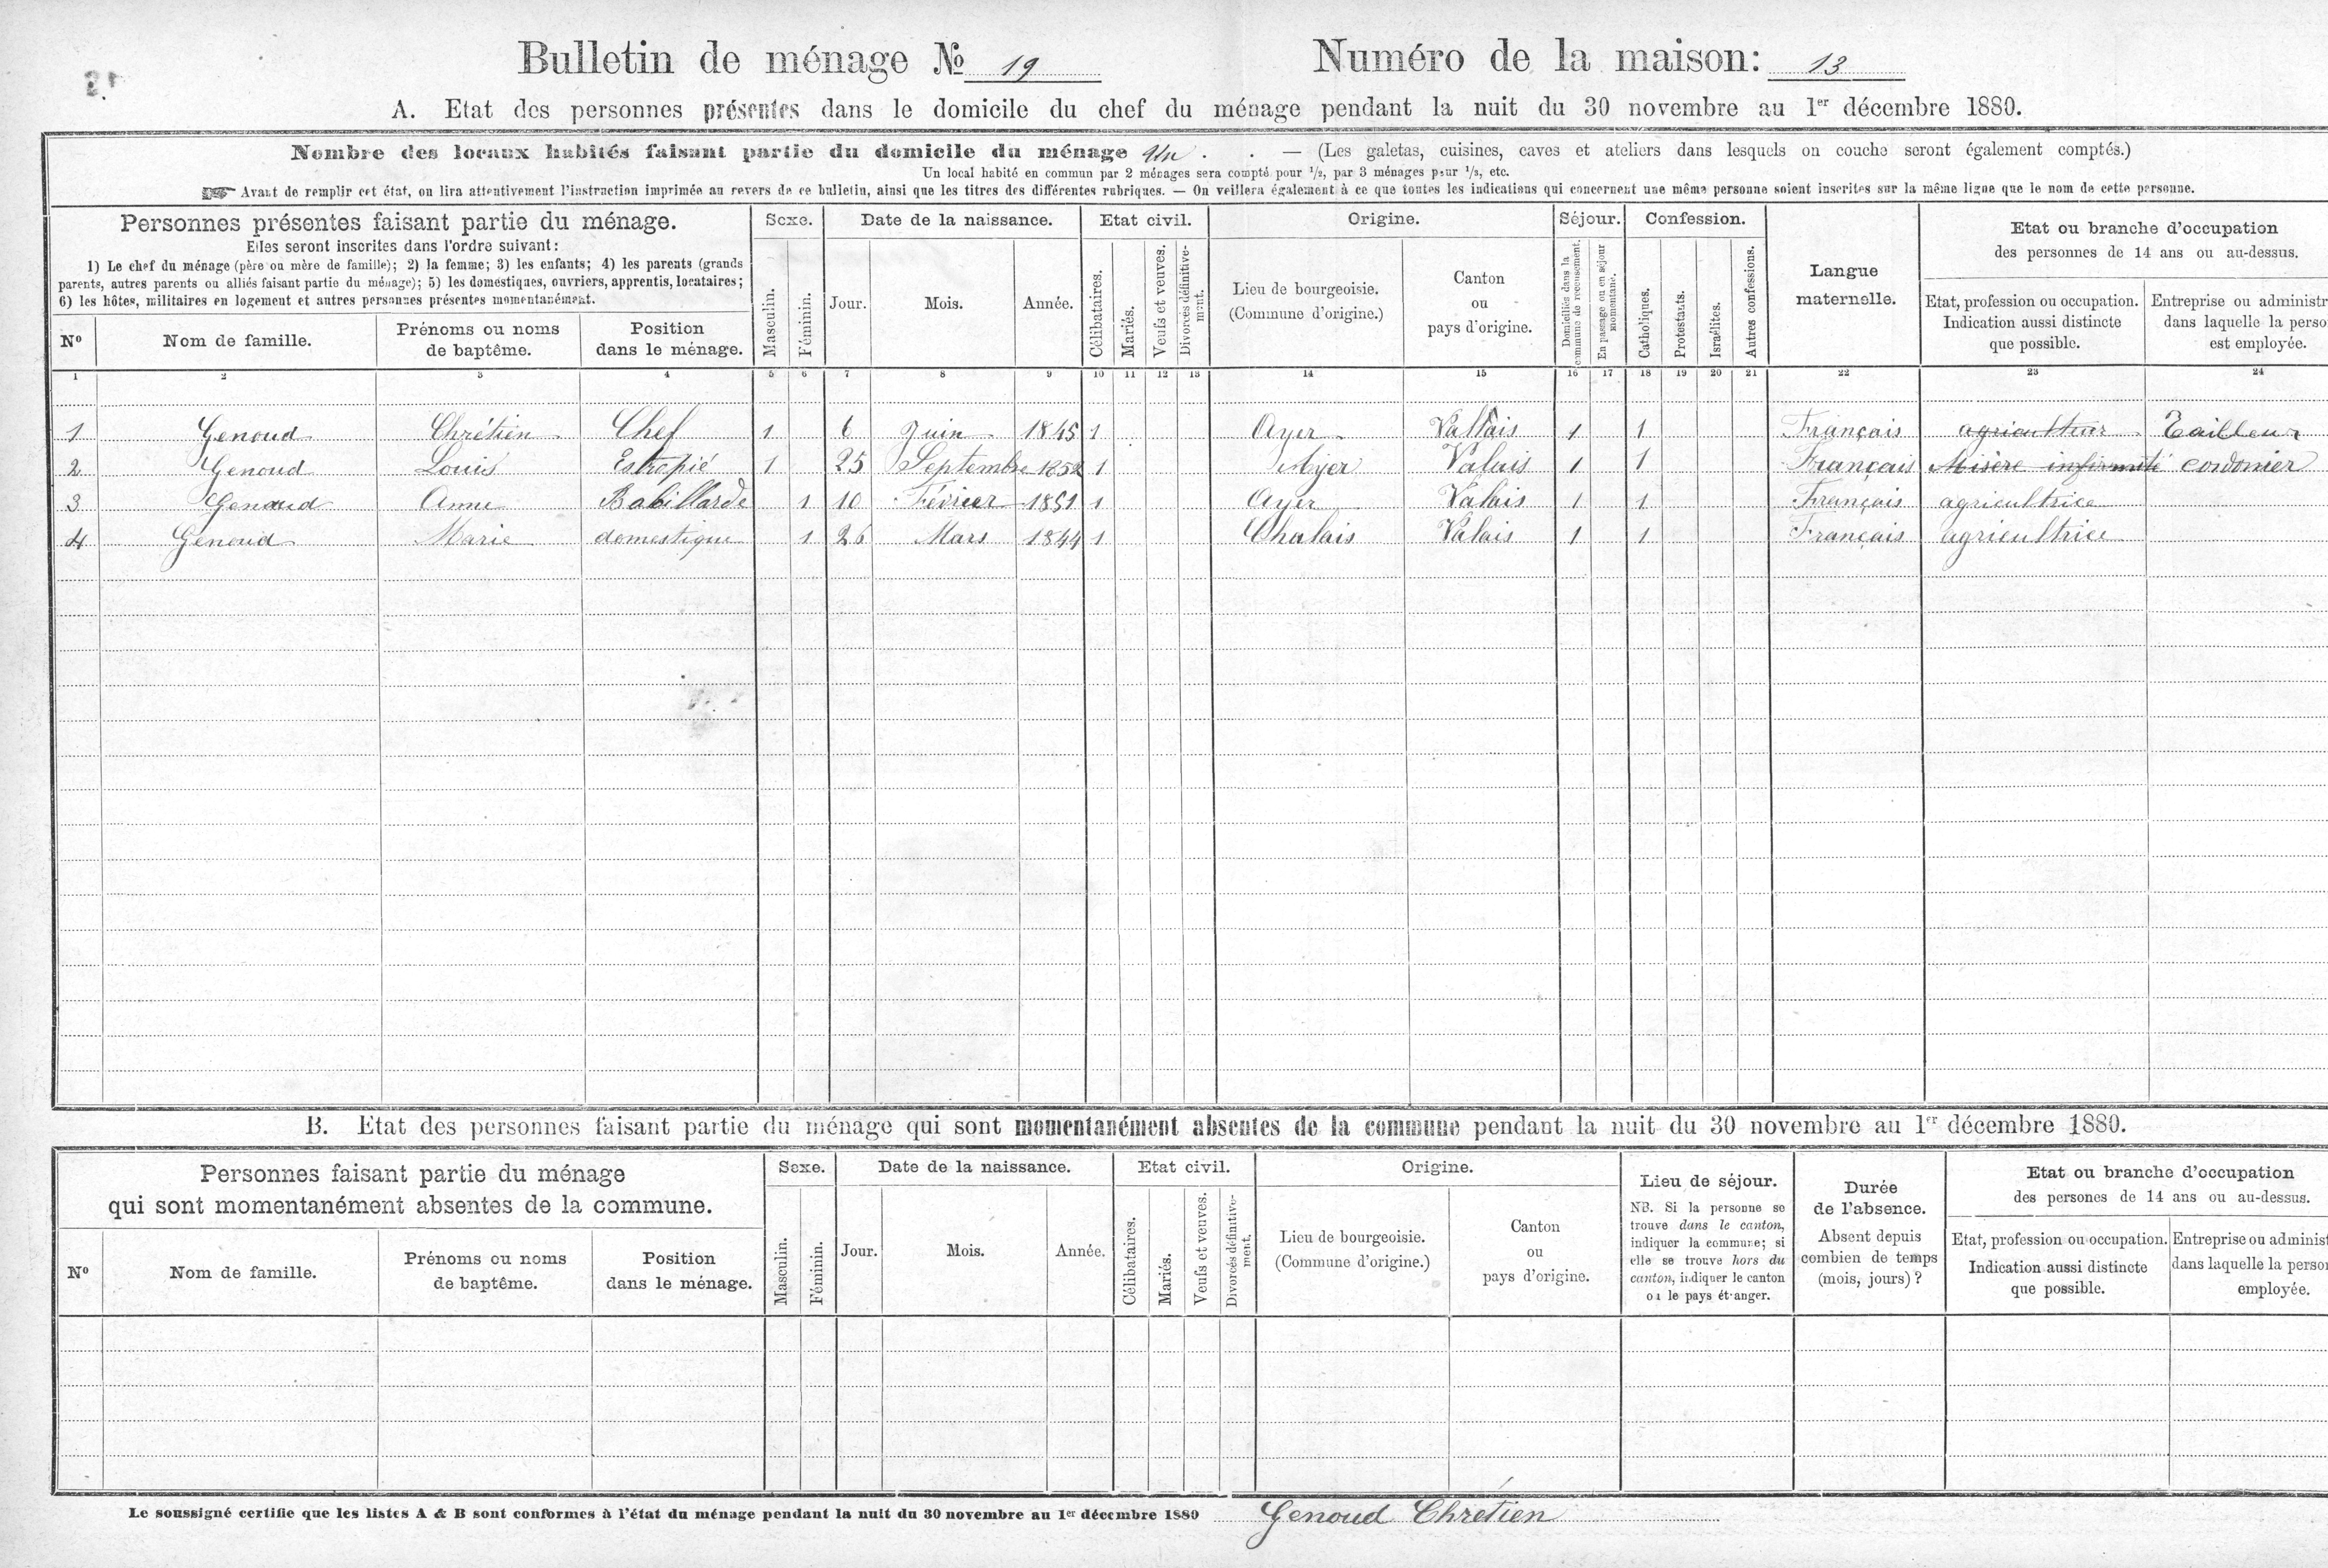 Bulletin de ménage № 19 Numéro de la maison: 13
A. Etat des personnes présentes dans le domicile du chef du ménage pendant la nuit du 30 novembre au 1er décembre 1880.
Nombre des locaux habités faisant partie du domicile du ménage Un . . — (Les galetas, cuisines, caves et ateliers dans lesquels on couche seront également comptés.)
Un local habité en commun par 2 ménages sera compté pour 1/2, par 3 ménages pour 1/3, etc.
Avant de remplir cet état, on lira attentivement l'instruction imprimée au revers de ce bulletin, ainsi que les titres des différentes rubriques. — On veillera également à ce que toutes les indications qui concernent une même personne soient inscrites sur la même ligne que le nom de cette personne.
Personnes présentes faisant partie du ménage.
Elles seront inscrites dans l'ordre suivant:
1) Le chef du ménage (père ou mère de famille); 2) la femme; 3) les enfants; 4) les parents (grands
parents, autres parents ou alliés faisant partie du ménage); 5) les domestiques, ouvriers, apprentis, locataires;
6) les hôtes, militaires en logement et autres personnes présentes momentanément.
No
Nom de famille.
Prénoms ou noms
de baptême.
Position
dans le ménage.
Sexe.
Masculin.
Féminin.
Date de la naissance.
Jour.
Mois.
Année.
Etat civil.
Célibataires.
Mariés.
Veufs et veuves.
Divorcés définitive-
ment.
Origine.
Lieu de bourgeoisie.
(Commune d'origine.)
Canton
ou
pays d'origine.
Séjour.
Domiciliés dans la
commune de recensement.
En passage ou en séjour
momentané.
Confession.
Catholiques.
Protestants.
Israélites.
Autres confessions.
Langue
maternelle.
Etat ou branche d'occupation
des personnes de 14 ans ou au-dessus.
Etat, profession ou occupation.
Indication aussi distincte
que possible.
Entreprise ou administr
dans laquelle la perso
est employée.
1 2 3 4 5 6 7 8 9 10 11 12 13 14 15 16 17 18 19 20 21 22 23 24
1 Genoud Chrétien Chef 1 6 Juin 1845 1 Ayer Vallais 1 1 Français agriculteur Tailleur
2 Genoud Louis Estropié 1 25 Septembre 1852 1 Ayer Valais 1 1 Français Misère infirmité cordonier
3 Genoud Anne Babillarde 1 10 Février 1851 1 Ayer Valais 1 1 Français agricultrice
4 Genoud Marie domestique 1 26 Mars 1844 1 Chalais Valais 1 1 Français agricultrice
B. Etat des personnes faisant partie du ménage qui sont momentanément absentes de la commune pendant la nuit du 30 novembre au 1er décembre 1880.
Personnes faisant partie du ménage
qui sont momentanément absentes de la commune.
No
Nom de famille.
Prénoms ou noms
de baptême.
Position
dans le ménage.
Sexe.
Masculin.
Féminin.
Date de la naissance.
Jour.
Mois.
Année.
Etat civil.
Célibataires.
Mariés.
Veufs et veuves.
Divorcés définitive-
ment.
Origine.
Lieu de bourgeoisie.
(Commune d'origine.)
Canton
ou
pays d'origine.
Lieu de séjour.
NB. Si la personne se
trouve dans le canton,
indiquer la commune; si
elle se trouve hors du
canton, indiquer le canton
ou le pays étranger.
Durée
de l'absence.
Absent depuis
combien de temps
(mois, jours)?
Etat ou branche d'occupation
des persones de 14 ans ou au-dessus.
Etat, profession ou occupation.
Indication aussi distincte
que possible.
Entreprise ou administ
dans laquelle la person
employée.
Le soussigné certifie que les listes A & B sont conformes à l'état du ménage pendant la nuit du 30 novembre au 1er décembre 1880 Genoud Chretien